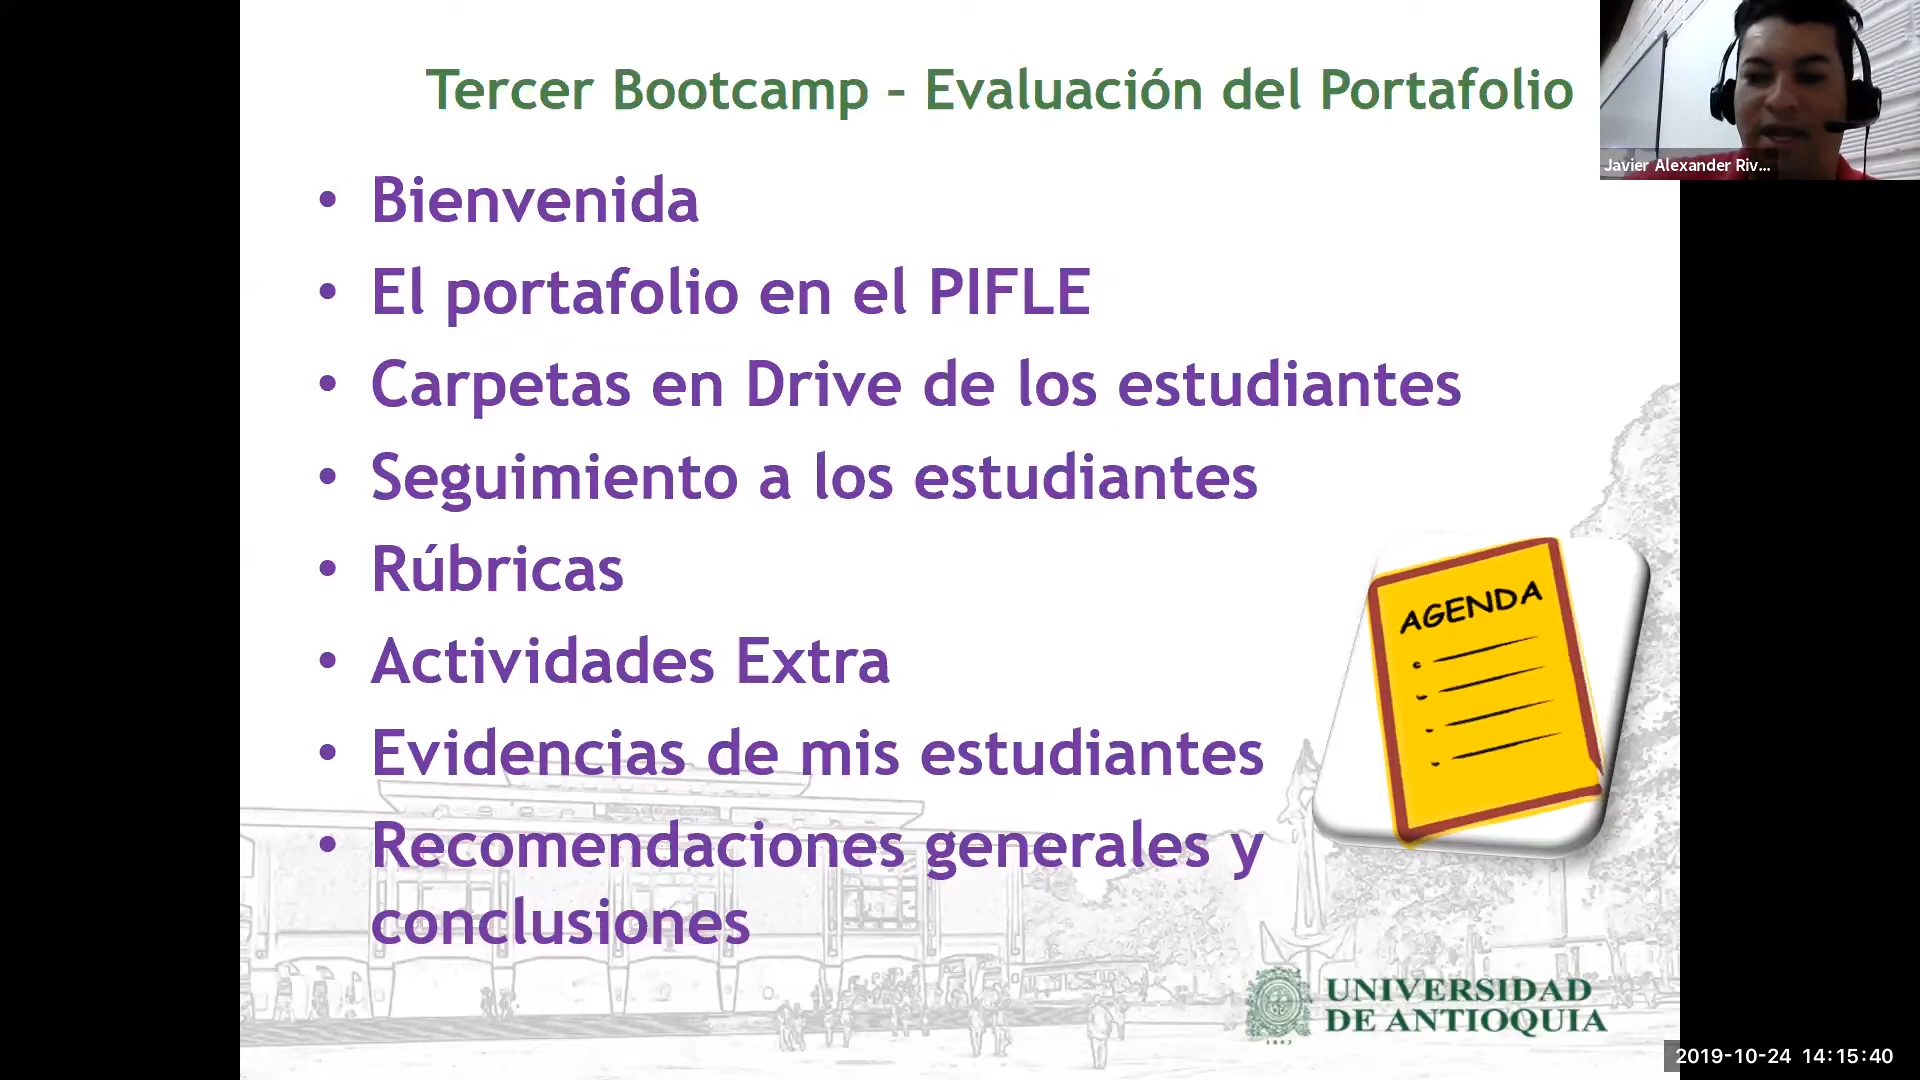 Tercer Bootcamp – Evaluación del Portafolio
Javier Alexander Riv...
• Bienvenida
• El portafolio en el PIFLE
• Carpetas en Drive de los estudiantes
• Seguimiento a los estudiantes
• Rúbricas
• Actividades Extra
• Evidencias de mis estudiantes
• Recomendaciones generales y
conclusiones
AGENDA
UNIVERSIDAD
DE ANTIOQUIA
1803
2019-10-24 14:15:40